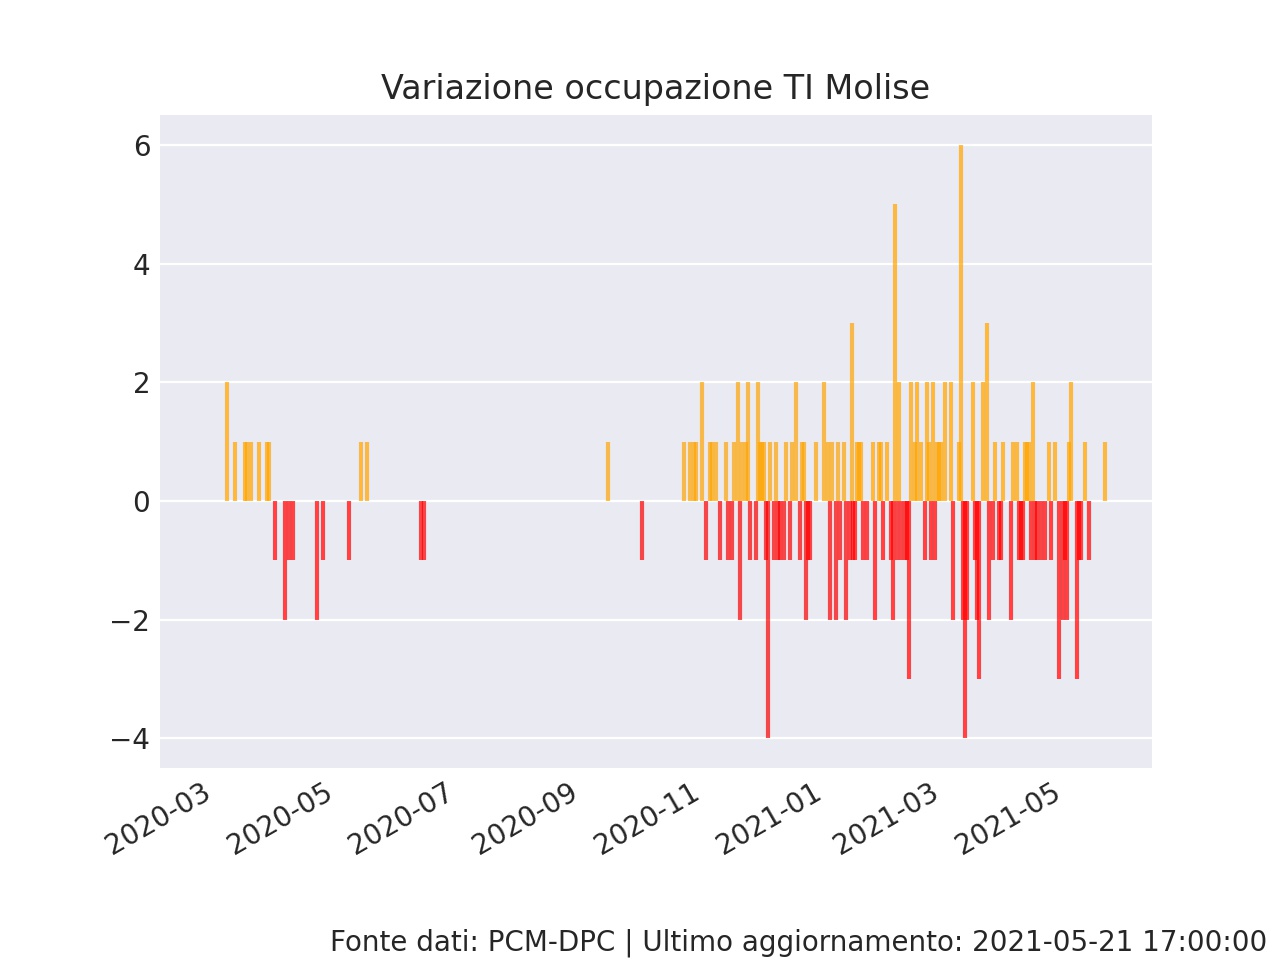 Variazione occupazione TI Molise
6
4
2
0
−2
−4
2020-03 2020-05 2020-07 2020-09 2020-11 2021-01 2021-03 2021-05
Fonte dati: PCM-DPC | Ultimo aggiornamento: 2021-05-21 17:00:00